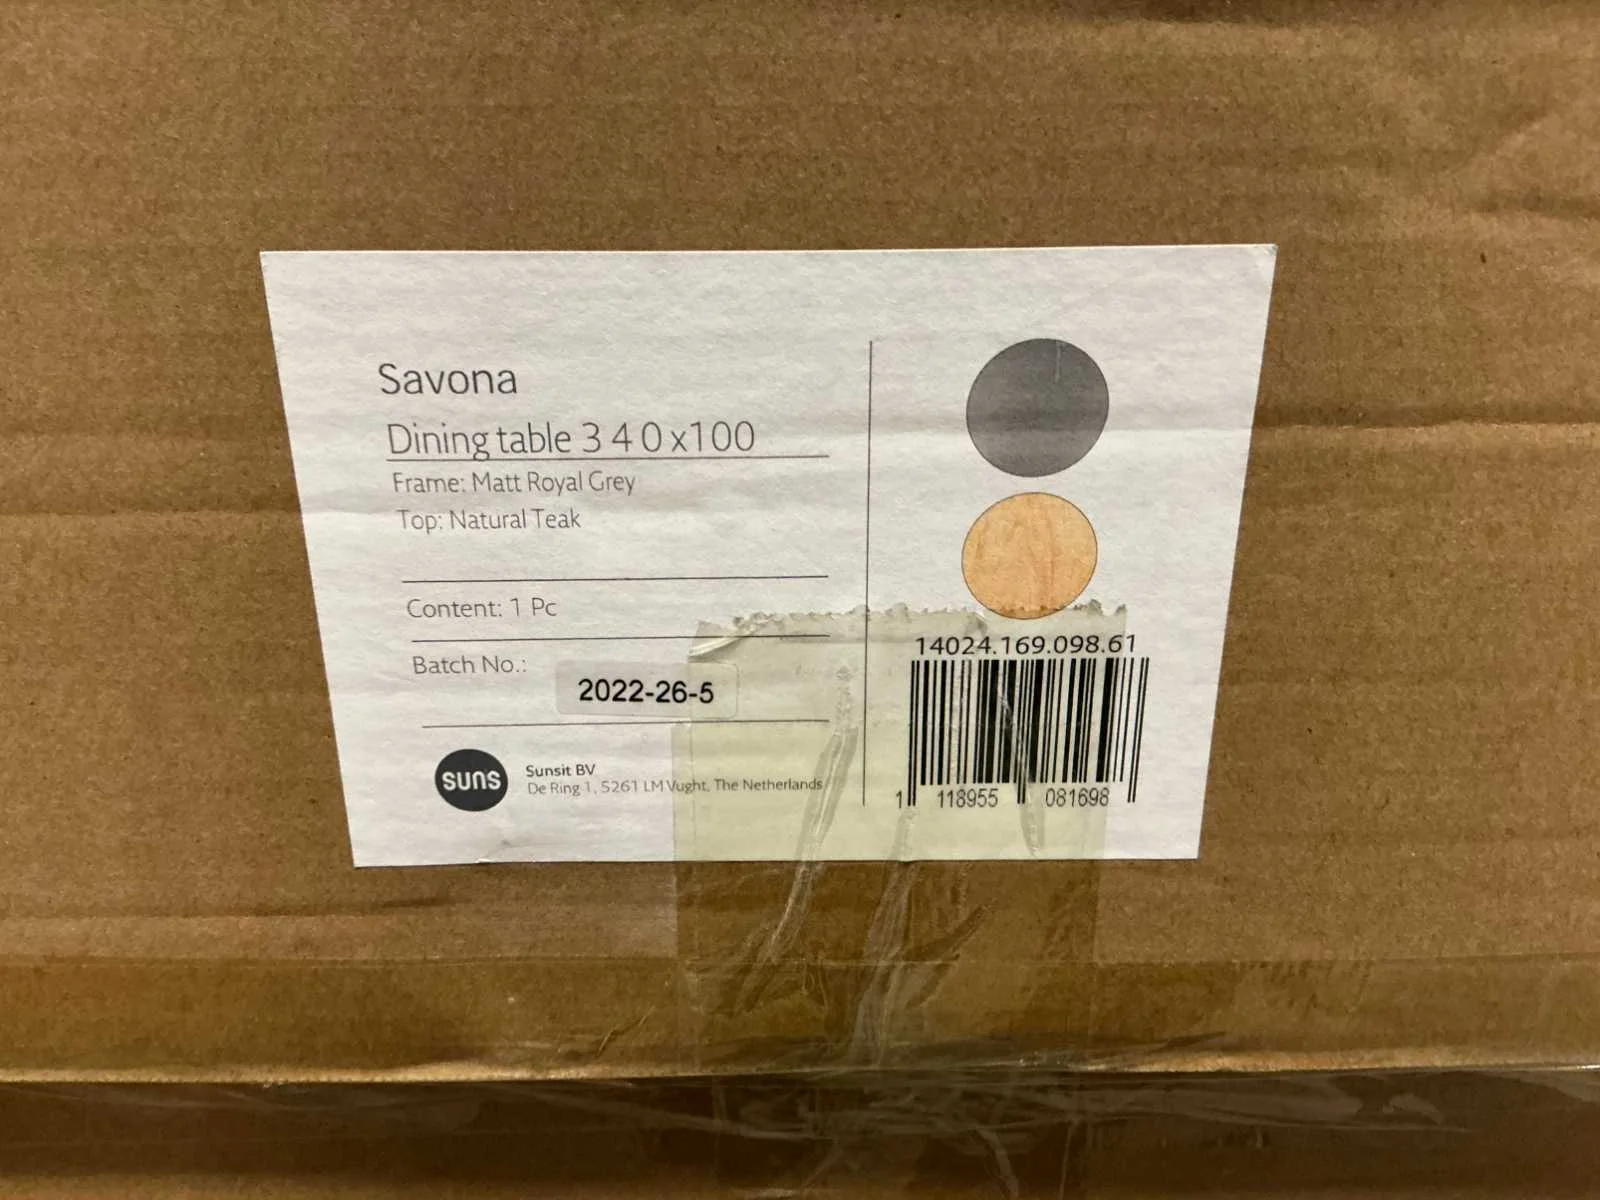 Savona
Dining table 3 4 0 x100
Frame: Matt Royal Grey
Top: Natural Teak
Content: 1 Pc
Batch No.:
2022-26-5
suns
Sunsit BV
De Ring 1, 5261 LM Vught, The Netherlands
14024.169.098.61
1 118955 081698